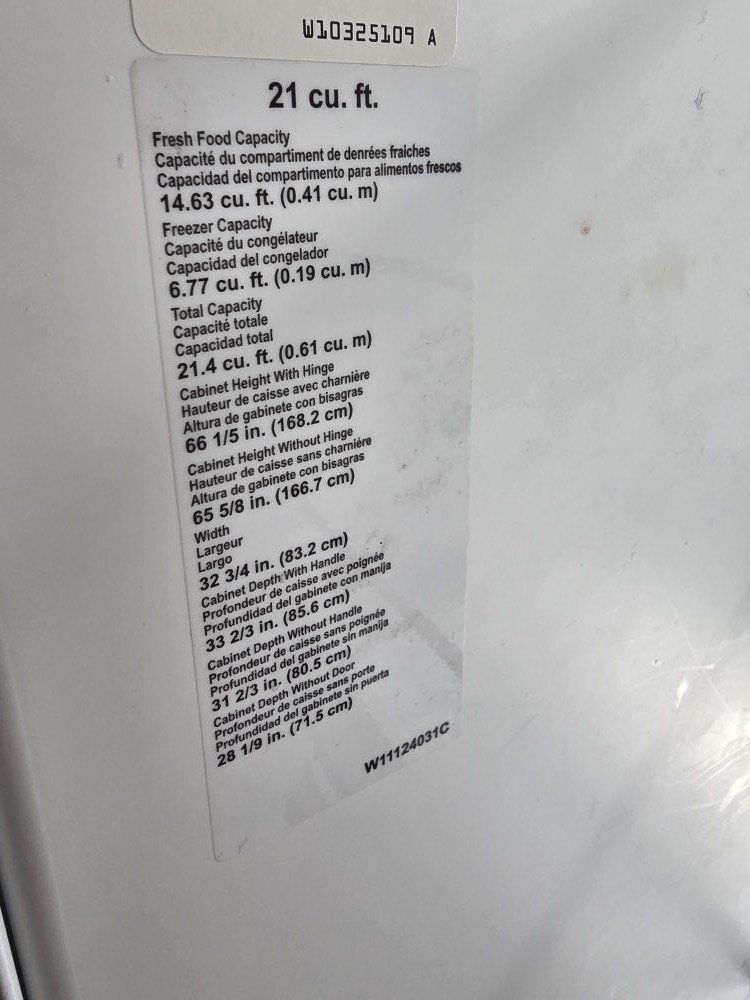 W10325109 A
21 cu. ft.
Fresh Food Capacity
Capacité du compartiment de denrées fraîches
Capacidad del compartimento para alimentos frescos
14.63 cu. ft. (0.41 cu. m)
Freezer Capacity
Capacité du congélateur
Capacidad del congelador
6.77 cu. ft. (0.19 cu. m)
Total Capacity
Capacité totale
Capacidad total
21.4 cu. ft. (0.61 cu. m)
Cabinet Height With Hinge
Hauteur de caisse avec charnière
Altura de gabinete con bisagras
66 1/5 in. (168.2 cm)
Cabinet Height Without Hinge
Hauteur de caisse sans charnière
Altura de gabinete con bisagras
65 5/8 in. (166.7 cm)
Width
Largeur
Largo
32 3/4 in. (83.2 cm)
Cabinet Depth With Handle
Profondeur de caisse avec poignée
Profundidad del gabinete con manija
33 2/3 in. (85.6 cm)
Cabinet Depth Without Handle
Profondeur de caisse sans poignée
Profundidad del gabinete sin manija
31 2/3 in. (80.5 cm)
Cabinet Depth Without Door
Profondeur de caisse sans porte
Profundidad del gabinete sin puerta
28 1/9 in. (71.5 cm)
W11124031C